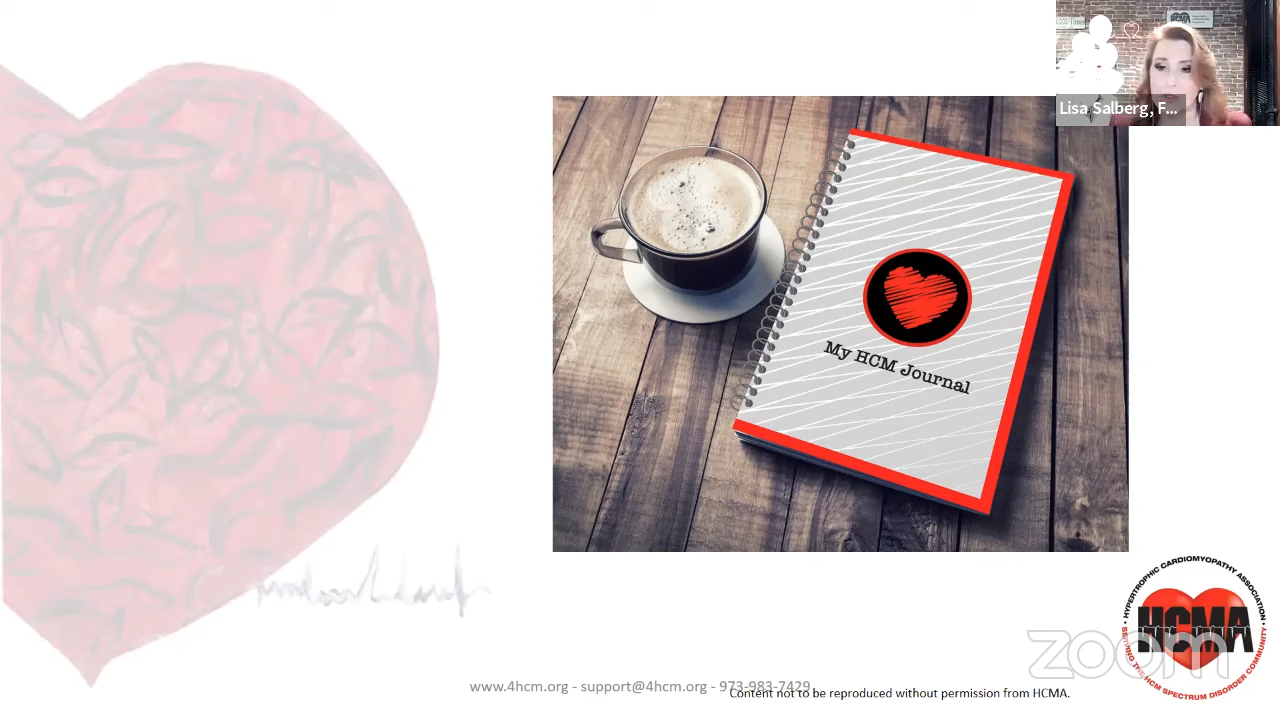 HCMA
Lisa Salberg, F...
My HCM Journal
HYPERTROPHIC CARDIOMYOPATHY ASSOCIATION
HCMA
SERVING THE HCM SPECTRUM DISORDER COMMUNITY
zoom
www.4hcm.org - support@4hcm.org - 973-983-7429
Content not to be reproduced without permission from HCMA.